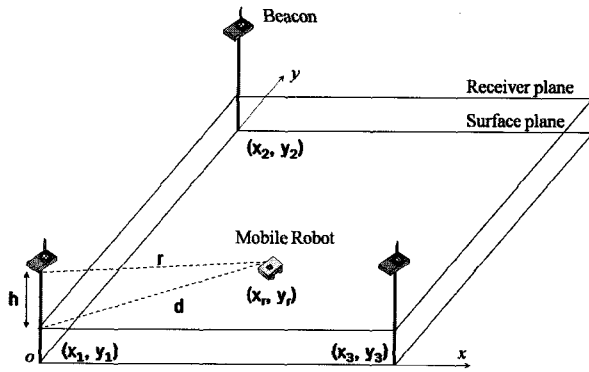 Beacon
y
Receiver plane
Surface plane
(x2, y2)
Mobile Robot
r
h
d
(xr, yr)
o
(x1, y1)
(x3, y3)
x